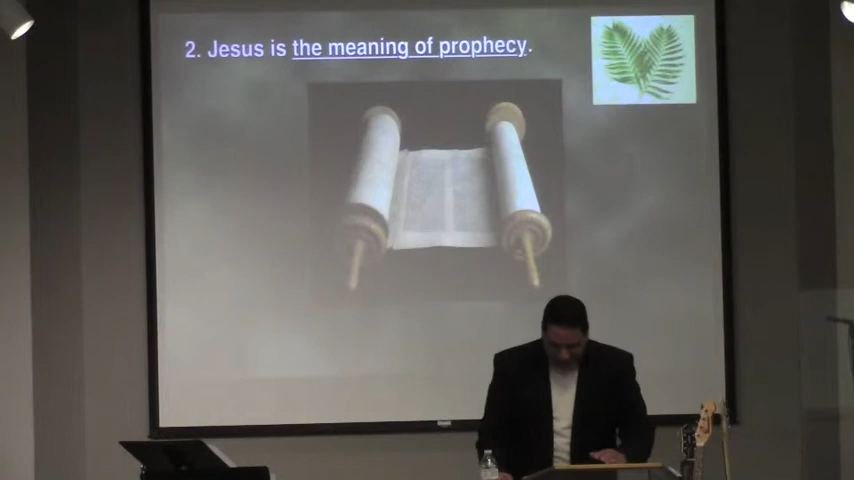 2. Jesus is the meaning of prophecy.